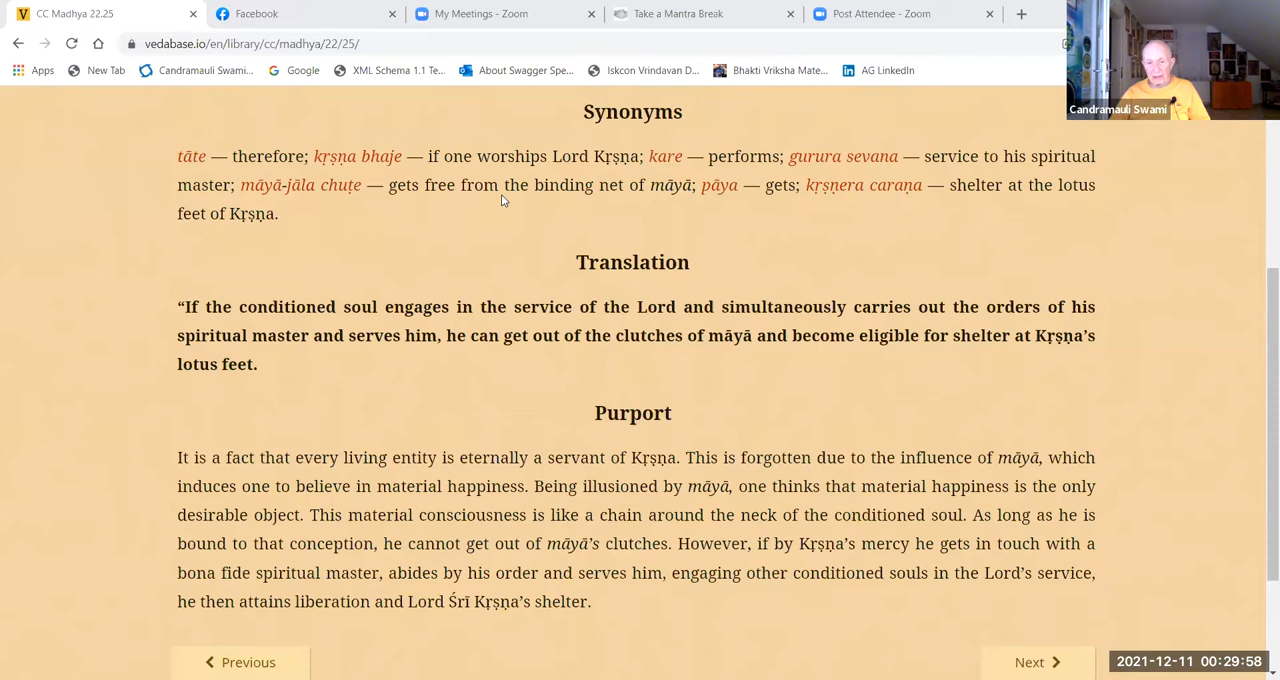 CC Madhya 22.25
Facebook
My Meetings - Zoom
Take a Mantra Break
Post Attendee - Zoom
vedabase.io/en/library/cc/madhya/22/25/
Apps
New Tab
Candramauli Swami...
Google
XML Schema 1.1 Te...
About Swagger Spe...
Iskcon Vrindavan D...
Bhakti Vriksha Mate...
AG LinkedIn
Candramauli Swami
Synonyms
tāte — therefore; kṛṣṇa bhaje — if one worships Lord Kṛṣṇa; kare — performs; gurura sevana — service to his spiritual
master; māyā-jāla chuṭe — gets free from the binding net of māyā; pāya — gets; kṛṣṇera caraṇa — shelter at the lotus
feet of Kṛṣṇa.
Translation
“If the conditioned soul engages in the service of the Lord and simultaneously carries out the orders of his
spiritual master and serves him, he can get out of the clutches of māyā and become eligible for shelter at Kṛṣṇa’s
lotus feet.
Purport
It is a fact that every living entity is eternally a servant of Kṛṣṇa. This is forgotten due to the influence of māyā, which
induces one to believe in material happiness. Being illusioned by māyā, one thinks that material happiness is the only
desirable object. This material consciousness is like a chain around the neck of the conditioned soul. As long as he is
bound to that conception, he cannot get out of māyā’s clutches. However, if by Kṛṣṇa’s mercy he gets in touch with a
bona fide spiritual master, abides by his order and serves him, engaging other conditioned souls in the Lord’s service,
he then attains liberation and Lord Śrī Kṛṣṇa’s shelter.
Previous
Next
2021-12-11 00:29:58